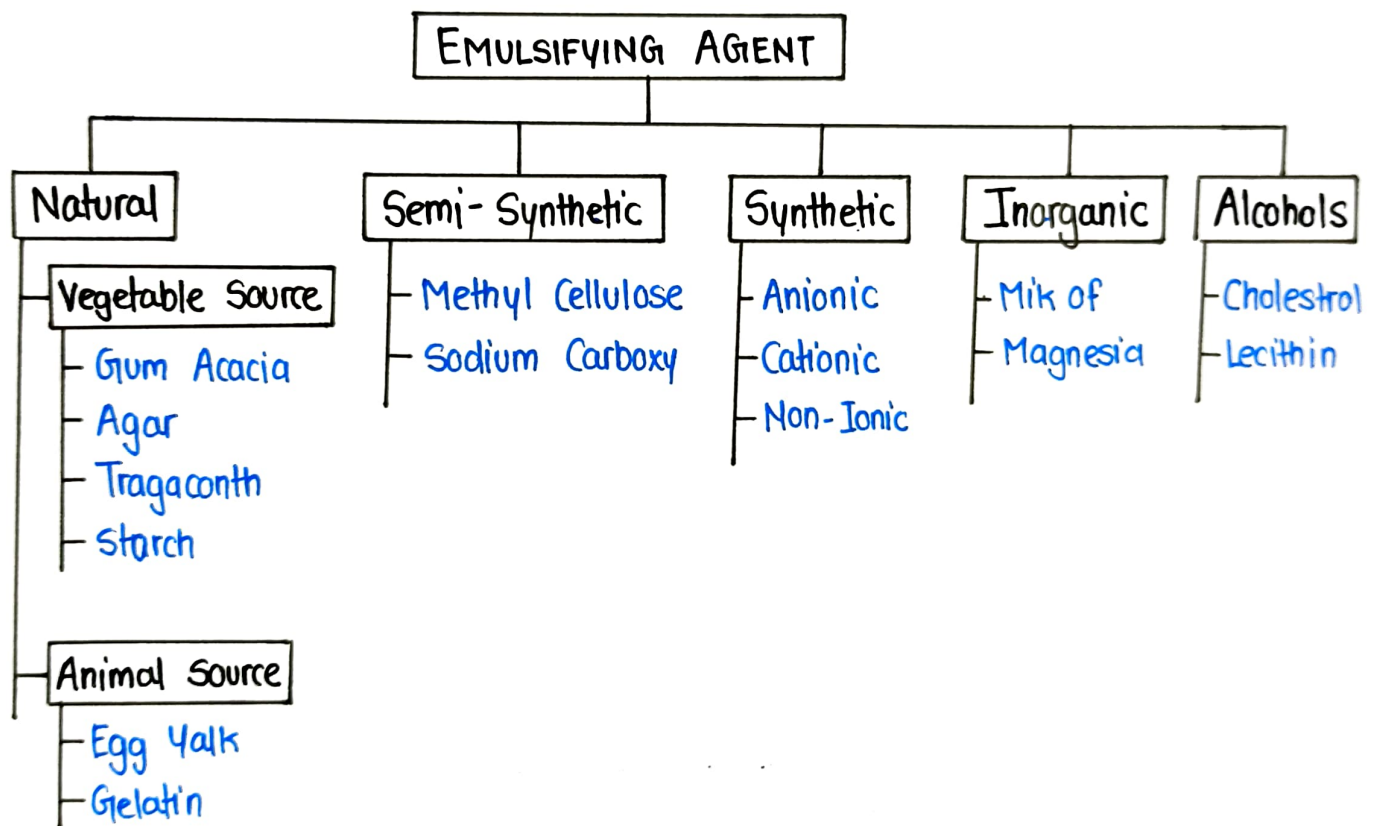 EMULSIFYING AGENT
Natural
Vegetable Source
Gum Acacia
Agar
Tragaconth
Starch
Animal Source
Egg Yalk
Gelatin
Semi-Synthetic
Methyl Cellulose
Sodium Carboxy
Synthetic
Anionic
Cationic
Non-Ionic
Inorganic
Mik of
Magnesia
Alcohols
Cholestrol
Lecithin